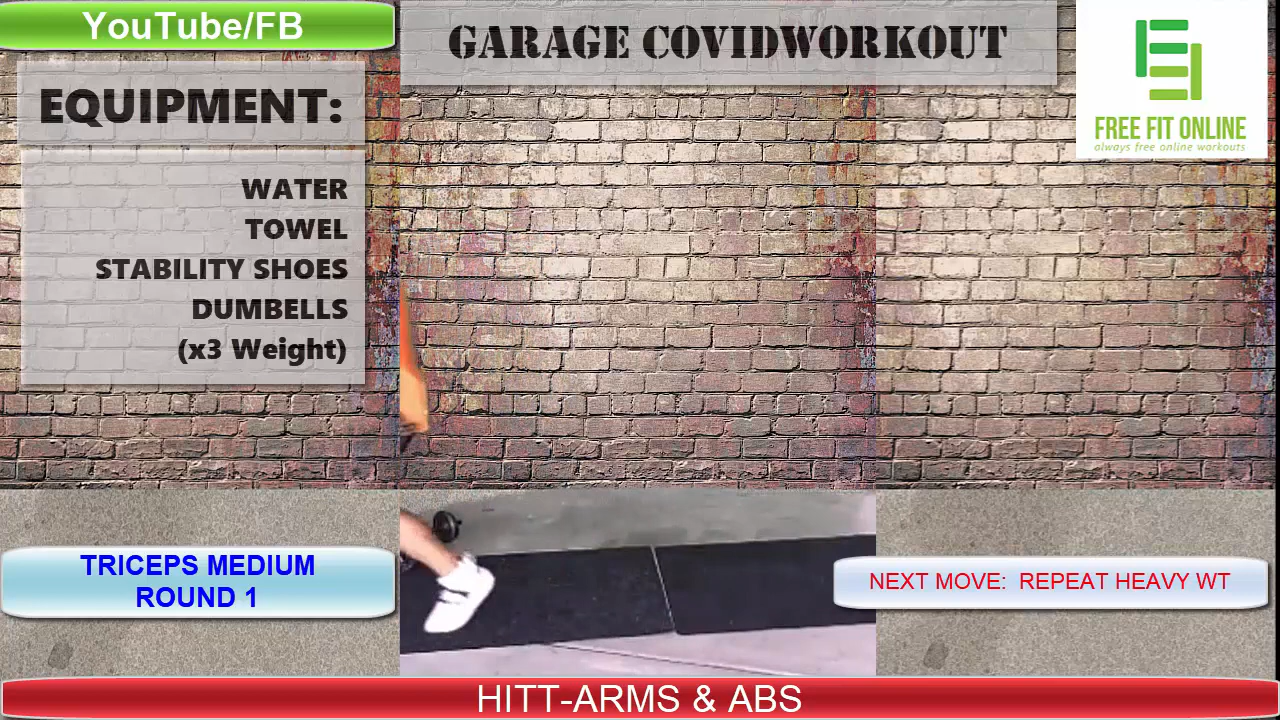 YouTube/FB
GARAGE COVIDWORKOUT
FREE FIT ONLINE
always free online workouts
EQUIPMENT:
WATER
TOWEL
STABILITY SHOES
DUMBELLS
(x3 Weight)
TRICEPS MEDIUM
ROUND 1
NEXT MOVE: REPEAT HEAVY WT
HITT-ARMS & ABS